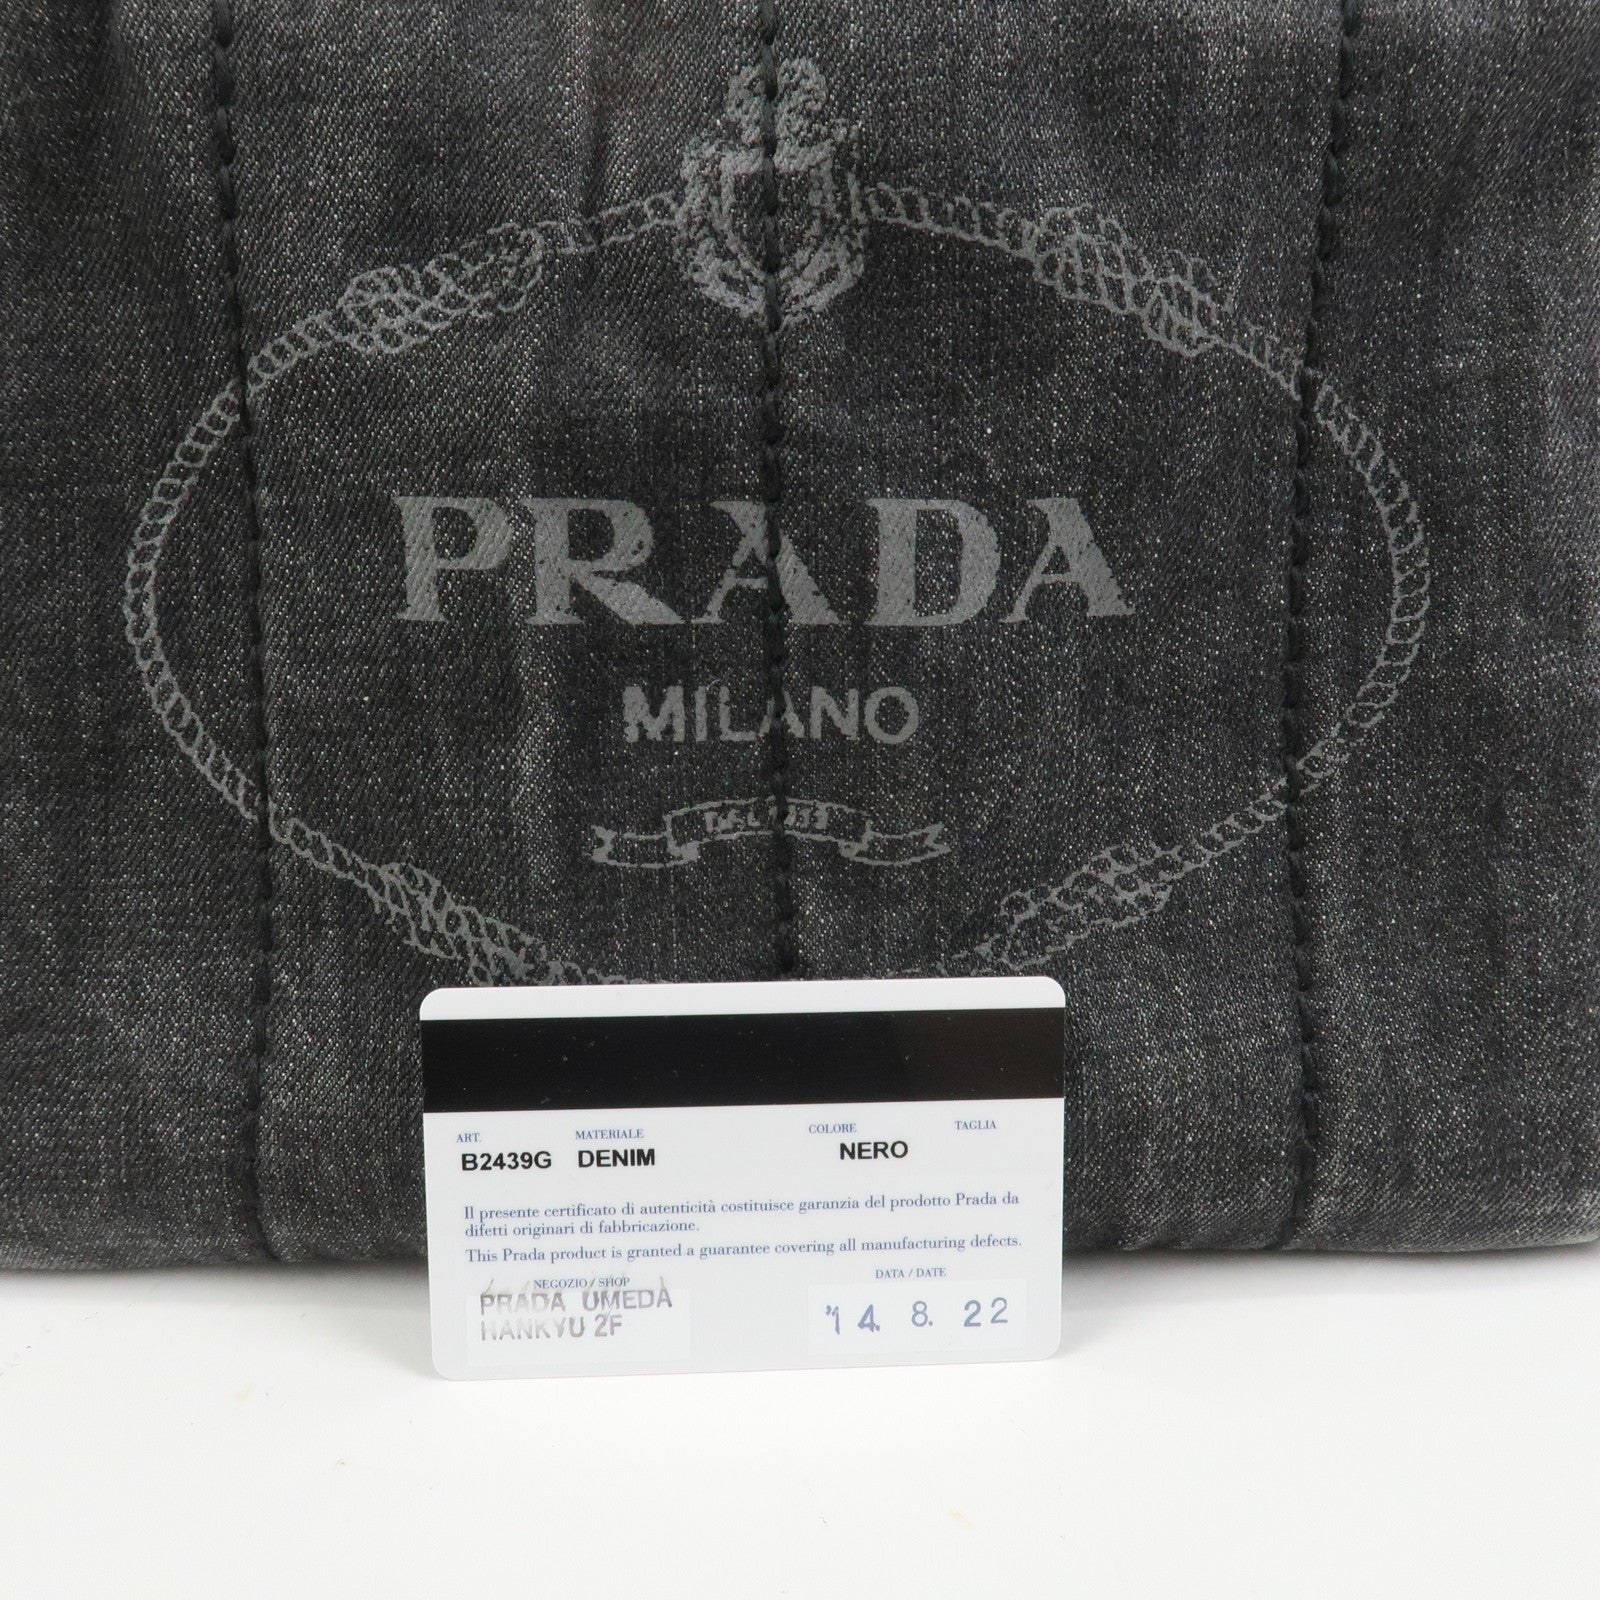 PRADA
MILANO
DAL 1913
ART. MATERIALE COLORE TAGLIA
B2439G DENIM NERO
Il presente certificato di autenticità costituisce garanzia del prodotto Prada da
difetti originari di fabbricazione.
This Prada product is granted a guarantee covering all manufacturing defects.
NEGOZIO / SHOP DATA / DATE
PRADA UMEDA
HANKYU 2F
'14. 8. 22